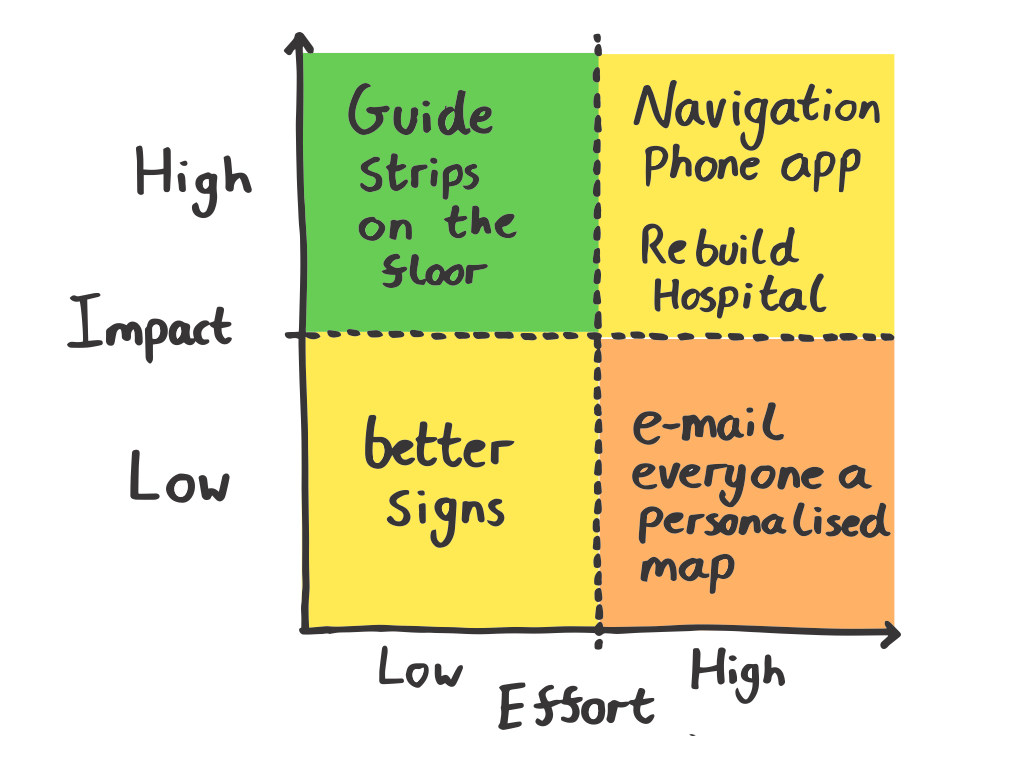 High
Impact
Low
Guide
strips
on the
floor
Navigation
Phone app
Rebuild
Hospital
better
signs
e-mail
everyone a
personalised
map
Low
High
Effort